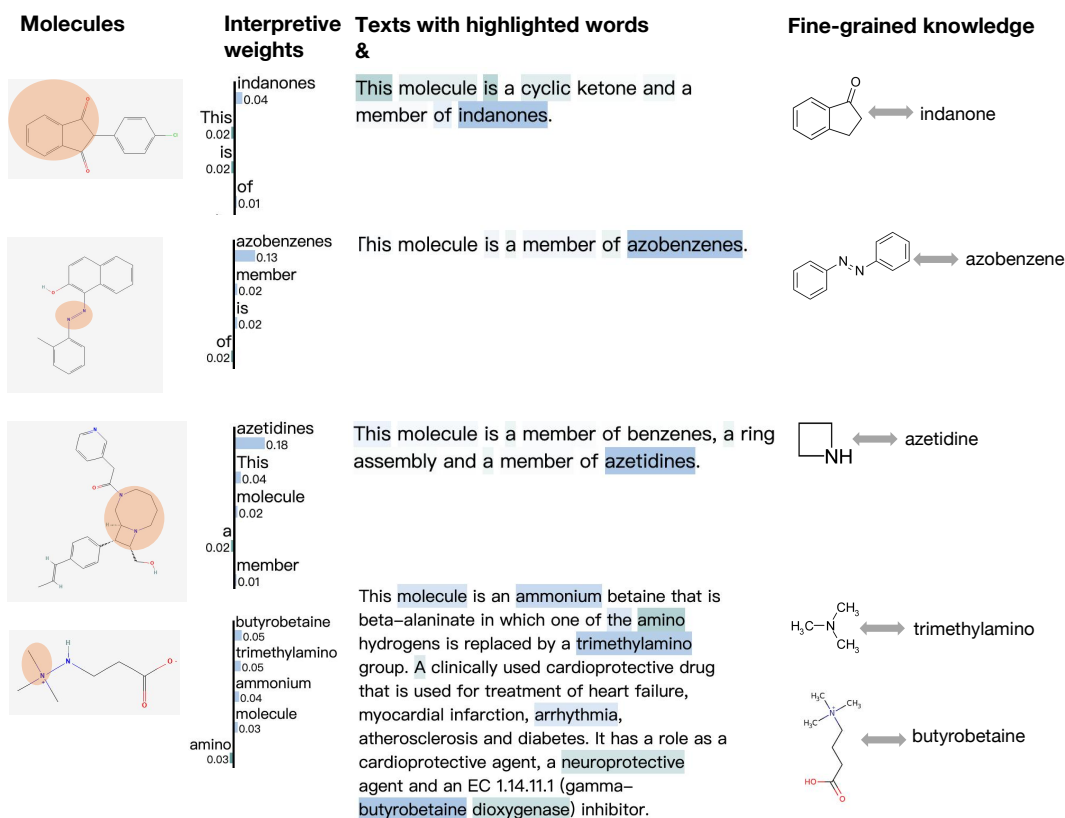 Molecules
Interpretive
weights
Texts with highlighted words
&
Fine-grained knowledge
Cl
indanones
0.04
This
0.02
is
0.02
of
0.01
This molecule is a cyclic ketone and a
member of indanones.
O
indanone
H
azobenzenes
0.13
member
0.02
is
0.02
of
0.02
This molecule is a member of azobenzenes.
N
N
azobenzene
N
O
N
H
N
H
H
O
H
azetidines
0.18
This
0.04
molecule
0.02
a
0.02
member
0.01
This molecule is a member of benzenes, a ring
assembly and a member of azetidines.
NH
azetidine
H
N
N
O
O
butyrobetaine
0.05
trimethylamino
0.05
ammonium
0.04
molecule
0.03
amino
0.03
This molecule is an ammonium betaine that is
beta-alaninate in which one of the amino
hydrogens is replaced by a trimethylamino
group. A clinically used cardioprotective drug
that is used for treatment of heart failure,
myocardial infarction, arrhythmia,
atherosclerosis and diabetes. It has a role as a
cardioprotective agent, a neuroprotective
agent and an EC 1.14.11.1 (gamma-
butyrobetaine dioxygenase) inhibitor.
CH3
H3C N
CH3
trimethylamino
H3C
N+ CH3
H3C
HO
O
butyrobetaine